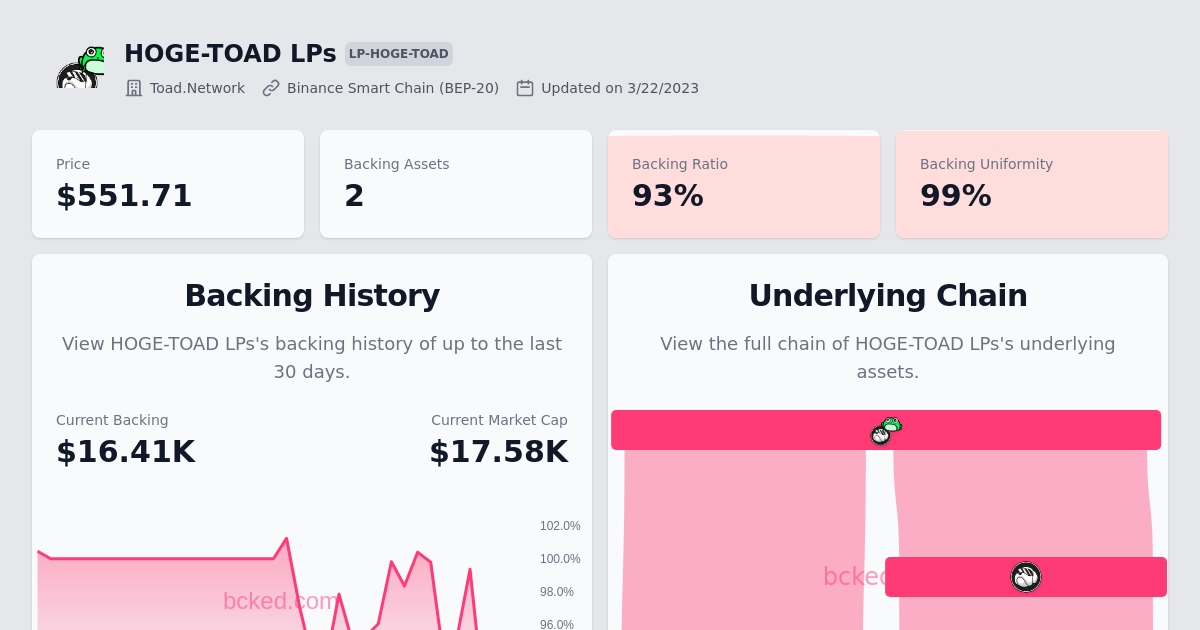 HOGE-TOAD LPs LP-HOGE-TOAD
Toad.Network Binance Smart Chain (BEP-20) Updated on 3/22/2023
Price
$551.71
Backing Assets
2
Backing Ratio
93%
Backing Uniformity
99%
Backing History
View HOGE-TOAD LPs's backing history of up to the last
30 days.
Current Backing
$16.41K
Current Market Cap
$17.58K
102.0%
100.0%
98.0%
96.0%
bcked.com
Underlying Chain
View the full chain of HOGE-TOAD LPs's underlying
assets.
bcked